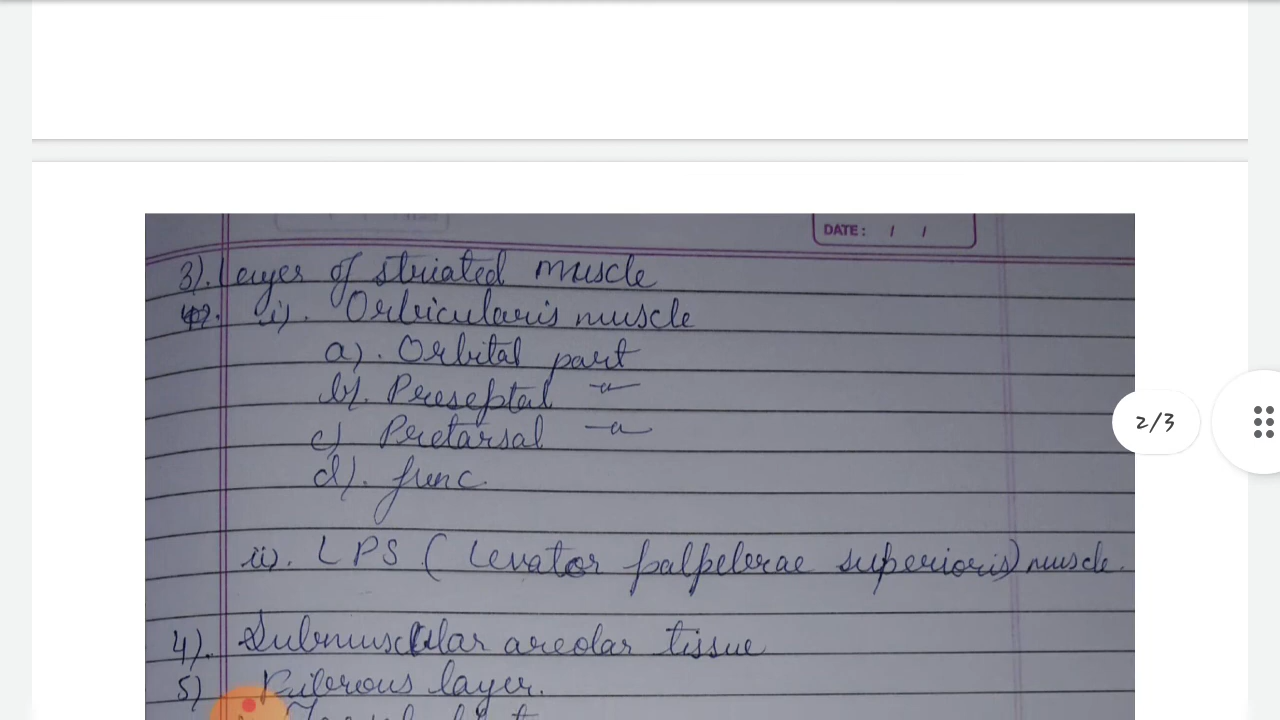 DATE: / /
3). Layer of striated muscle
i). Orbicularis muscle
a). Orbital part
b). Preseptal -"-
c) Pretarsal -"-
d). func.
2/3
ii). LPS (Levator palpebrae superioris) muscle.
4). Submuscular areolar tissue
5) Fibrous layer.